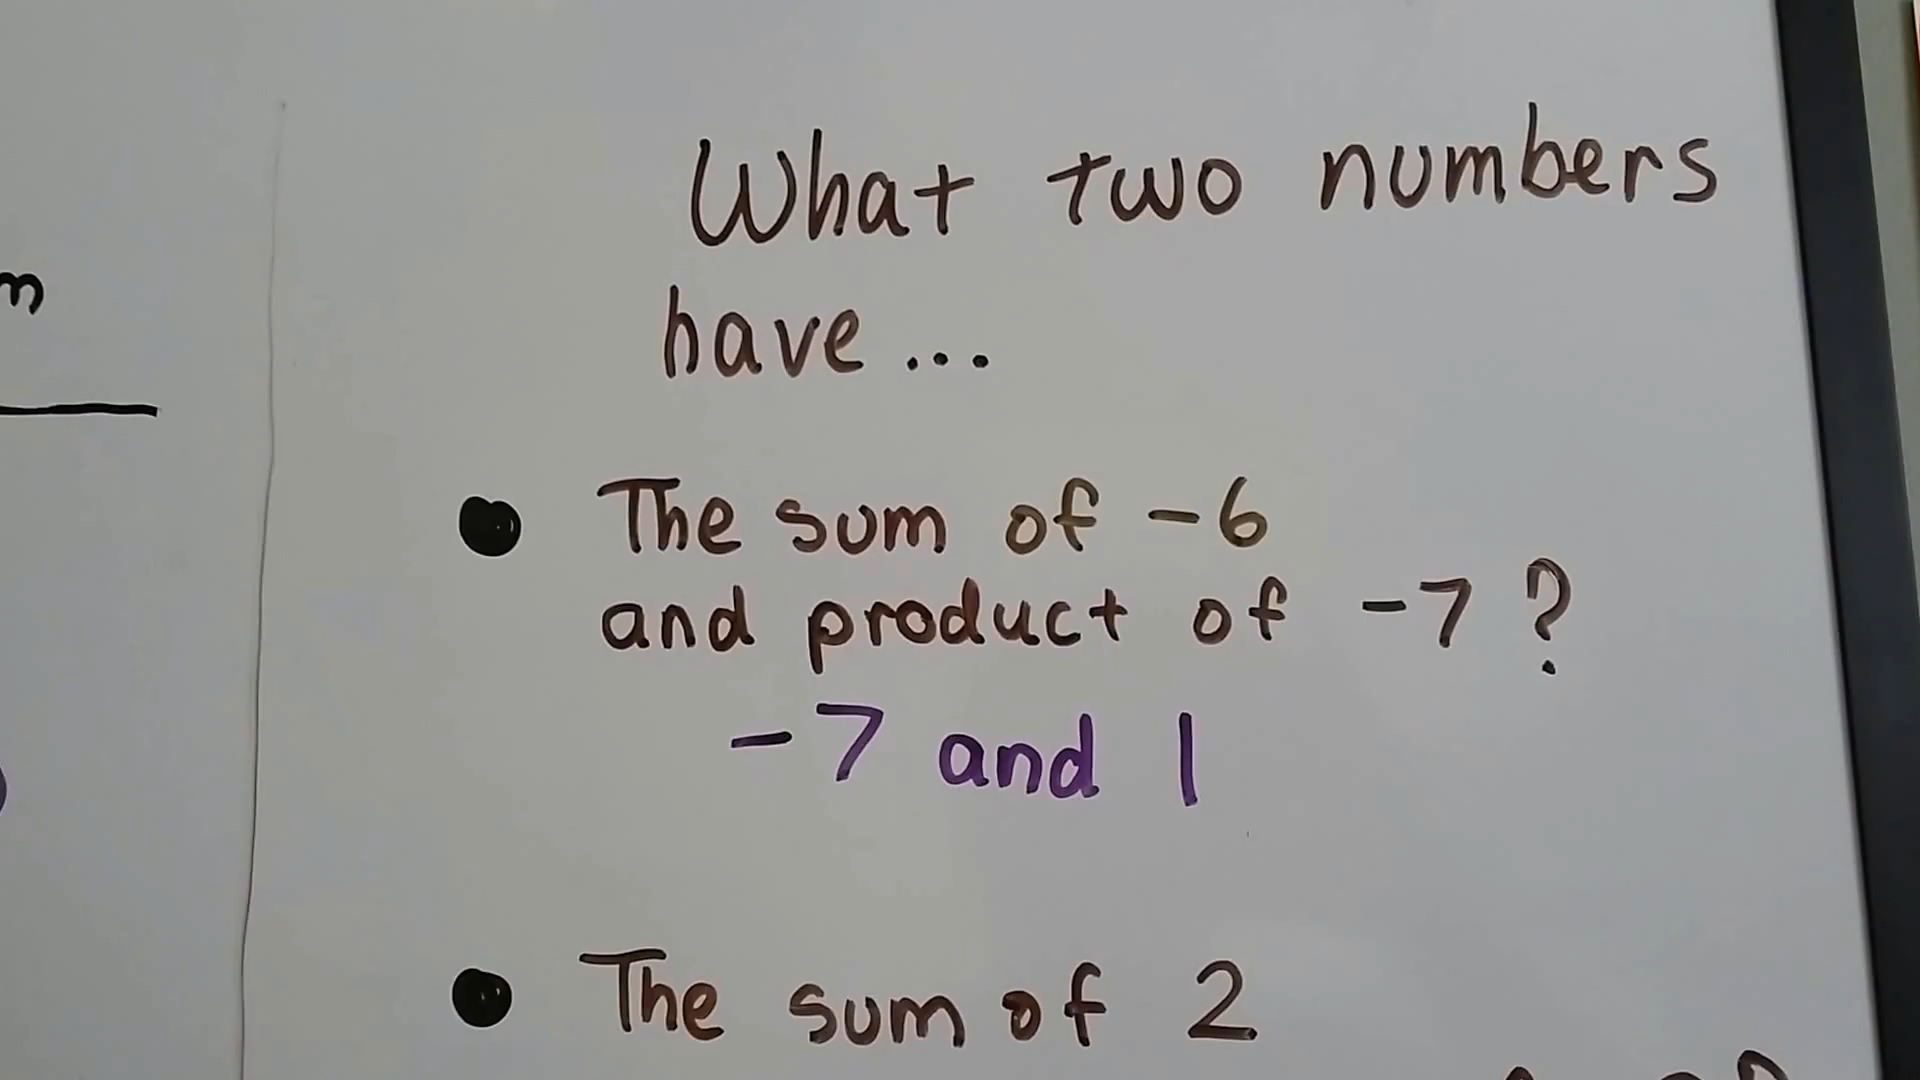 m
What two numbers
have...
The sum of -6
and product of -7?
-7 and 1
The sum of 2